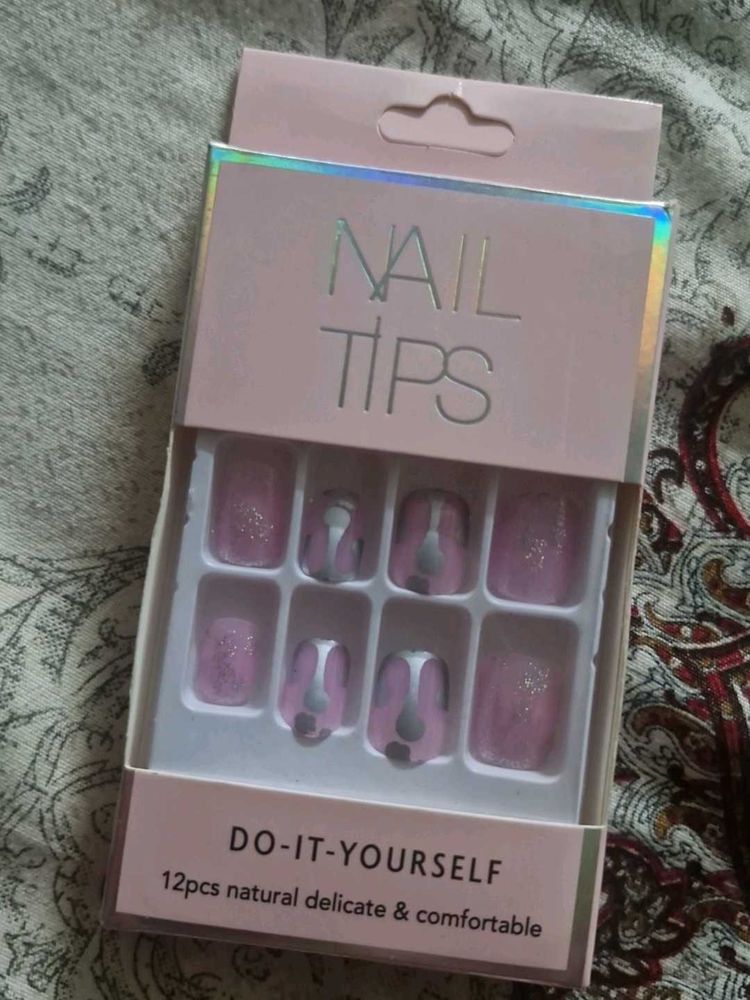 NAIL
TIPS
DO-IT-YOURSELF
12pcs natural delicate & comfortable